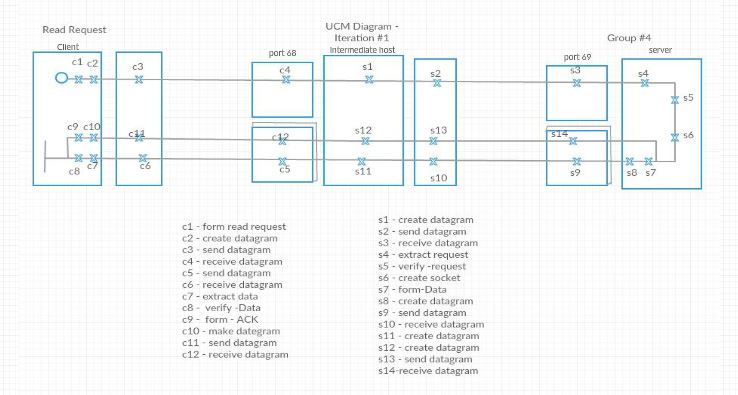 UCM Diagram -
Iteration #1
Read Request
Group #4
Client
port 68
Intermediate host
port 69
server
c1 c2
c3
c4
s1
s2
s3
s4
s5
c9 c10
c11
c12
s12
s13
s14
s6
c8
c7
c6
c5
s11
s10
s9
s8 s7
c1 - form read request
c2 - create datagram
c3 - send datagram
c4 - receive datagram
c5 - send datagram
c6 - receive datagram
c7 - extract data
c8 - verify -Data
c9 - form - ACK
c10 - make dategram
c11 - send datagram
c12 - receive datagram
s1 - create datagram
s2 - send datagram
s3 - receive datagram
s4 - extract request
s5 - verify -request
s6 - create socket
s7 - form-Data
s8 - create datagram
s9 - send datagram
s10 - receive datagram
s11 - create datagram
s12 - create datagram
s13 - send datagram
s14-receive datagram